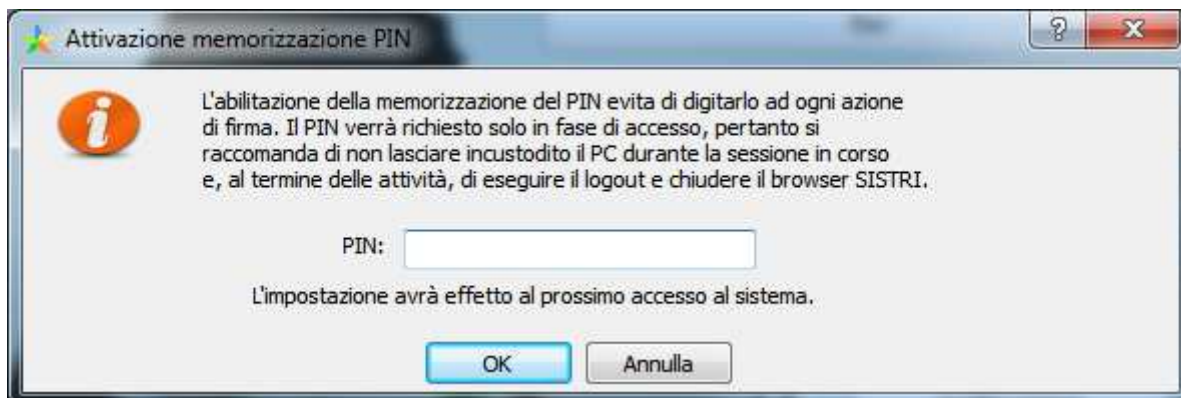 Attivazione memorizzazione PIN
L'abilitazione della memorizzazione del PIN evita di digitarlo ad ogni azione
di firma. Il PIN verrà richiesto solo in fase di accesso, pertanto si
raccomanda di non lasciare incustodito il PC durante la sessione in corso
e, al termine delle attività, di eseguire il logout e chiudere il browser SISTRI.
PIN:
L'impostazione avrà effetto al prossimo accesso al sistema.
OK Annulla